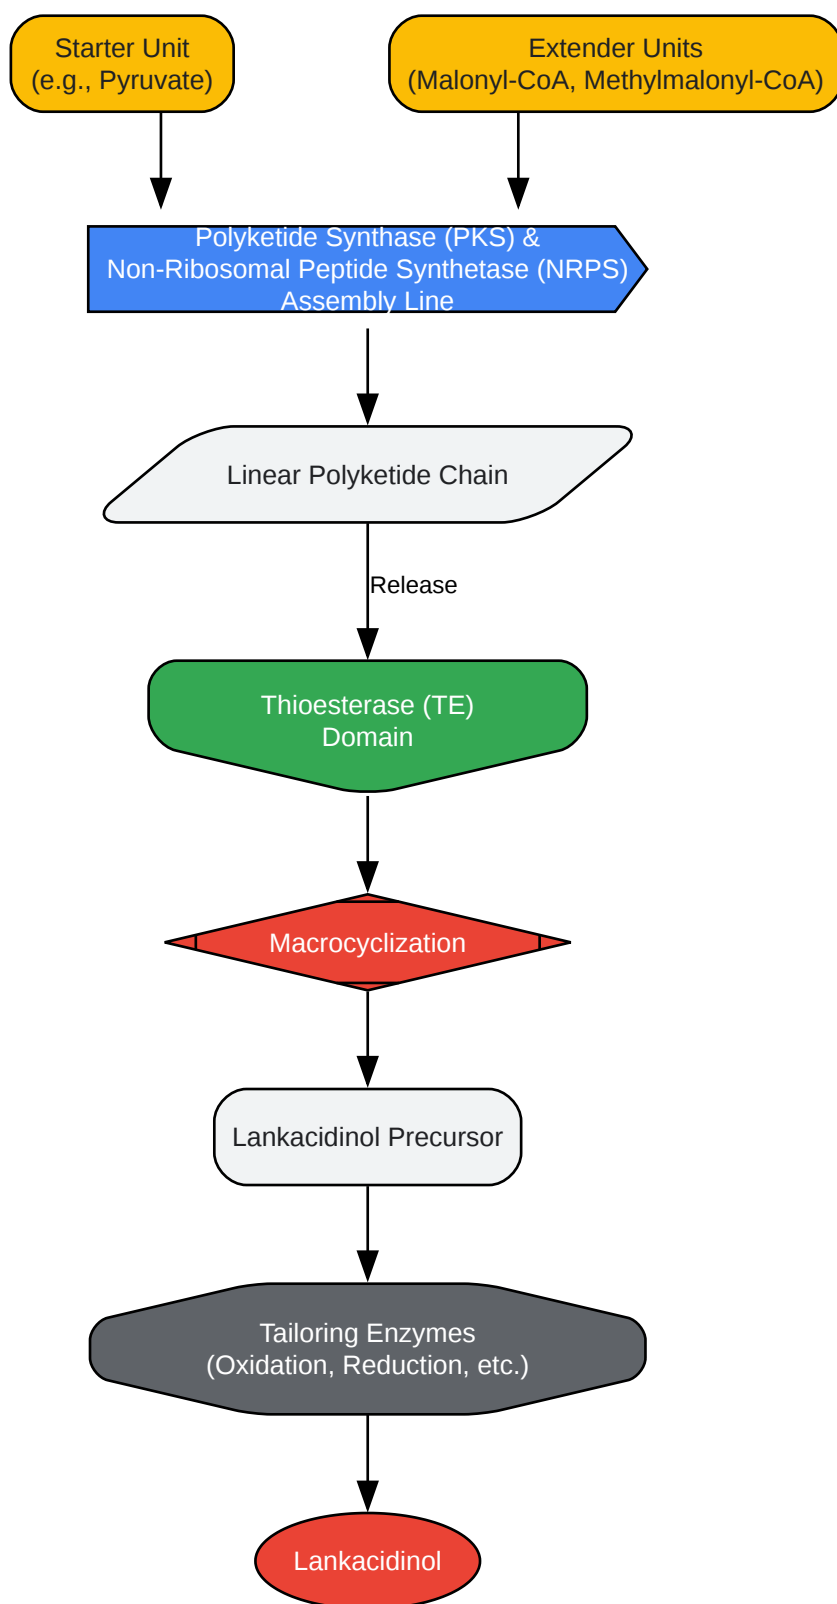 Starter Unit
(e.g., Pyruvate)
Extender Units
(Malonyl-CoA, Methylmalonyl-CoA)
Polyketide Synthase (PKS) &
Non-Ribosomal Peptide Synthetase (NRPS)
Assembly Line
Linear Polyketide Chain
Release
Thioesterase (TE)
Domain
Macrocyclization
Lankacidinol Precursor
Tailoring Enzymes
(Oxidation, Reduction, etc.)
Lankacidinol